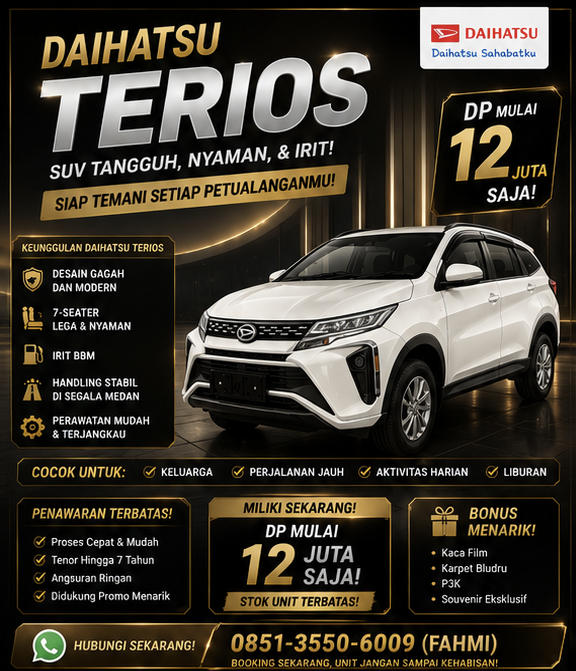 DAIHATSU
Daihatsu Sahabatku
DAIHATSU
TERIOS
SUV TANGGUH, NYAMAN, & IRIT!
SIAP TEMANI SETIAP PETUALANGANMU!
DP MULAI
12 JUTA
SAJA!
KEUNGGULAN DAIHATSU TERIOS
DESAIN GAGAH
DAN MODERN
7-SEATER
LEGA & NYAMAN
IRIT BBM
HANDLING STABIL
DI SEGALA MEDAN
PERAWATAN MUDAH
& TERJANGKAU
COCOK UNTUK: KELUARGA PERJALANAN JAUH AKTIVITAS HARIAN LIBURAN
PENAWARAN TERBATAS!
Proses Cepat & Mudah
Tenor Hingga 7 Tahun
Angsuran Ringan
Didukung Promo Menarik
MILIKI SEKARANG!
DP MULAI
12 JUTA
SAJA!
STOK UNIT TERBATAS!
BONUS
MENARIK!
Kaca Film
Karpet Bludru
P3K
Souvenir Eksklusif
HUBUNGI SEKARANG!
0851-3550-6009 (FAHMI)
BOOKING SEKARANG, UNIT JANGAN SAMPAI KEHABISAN!